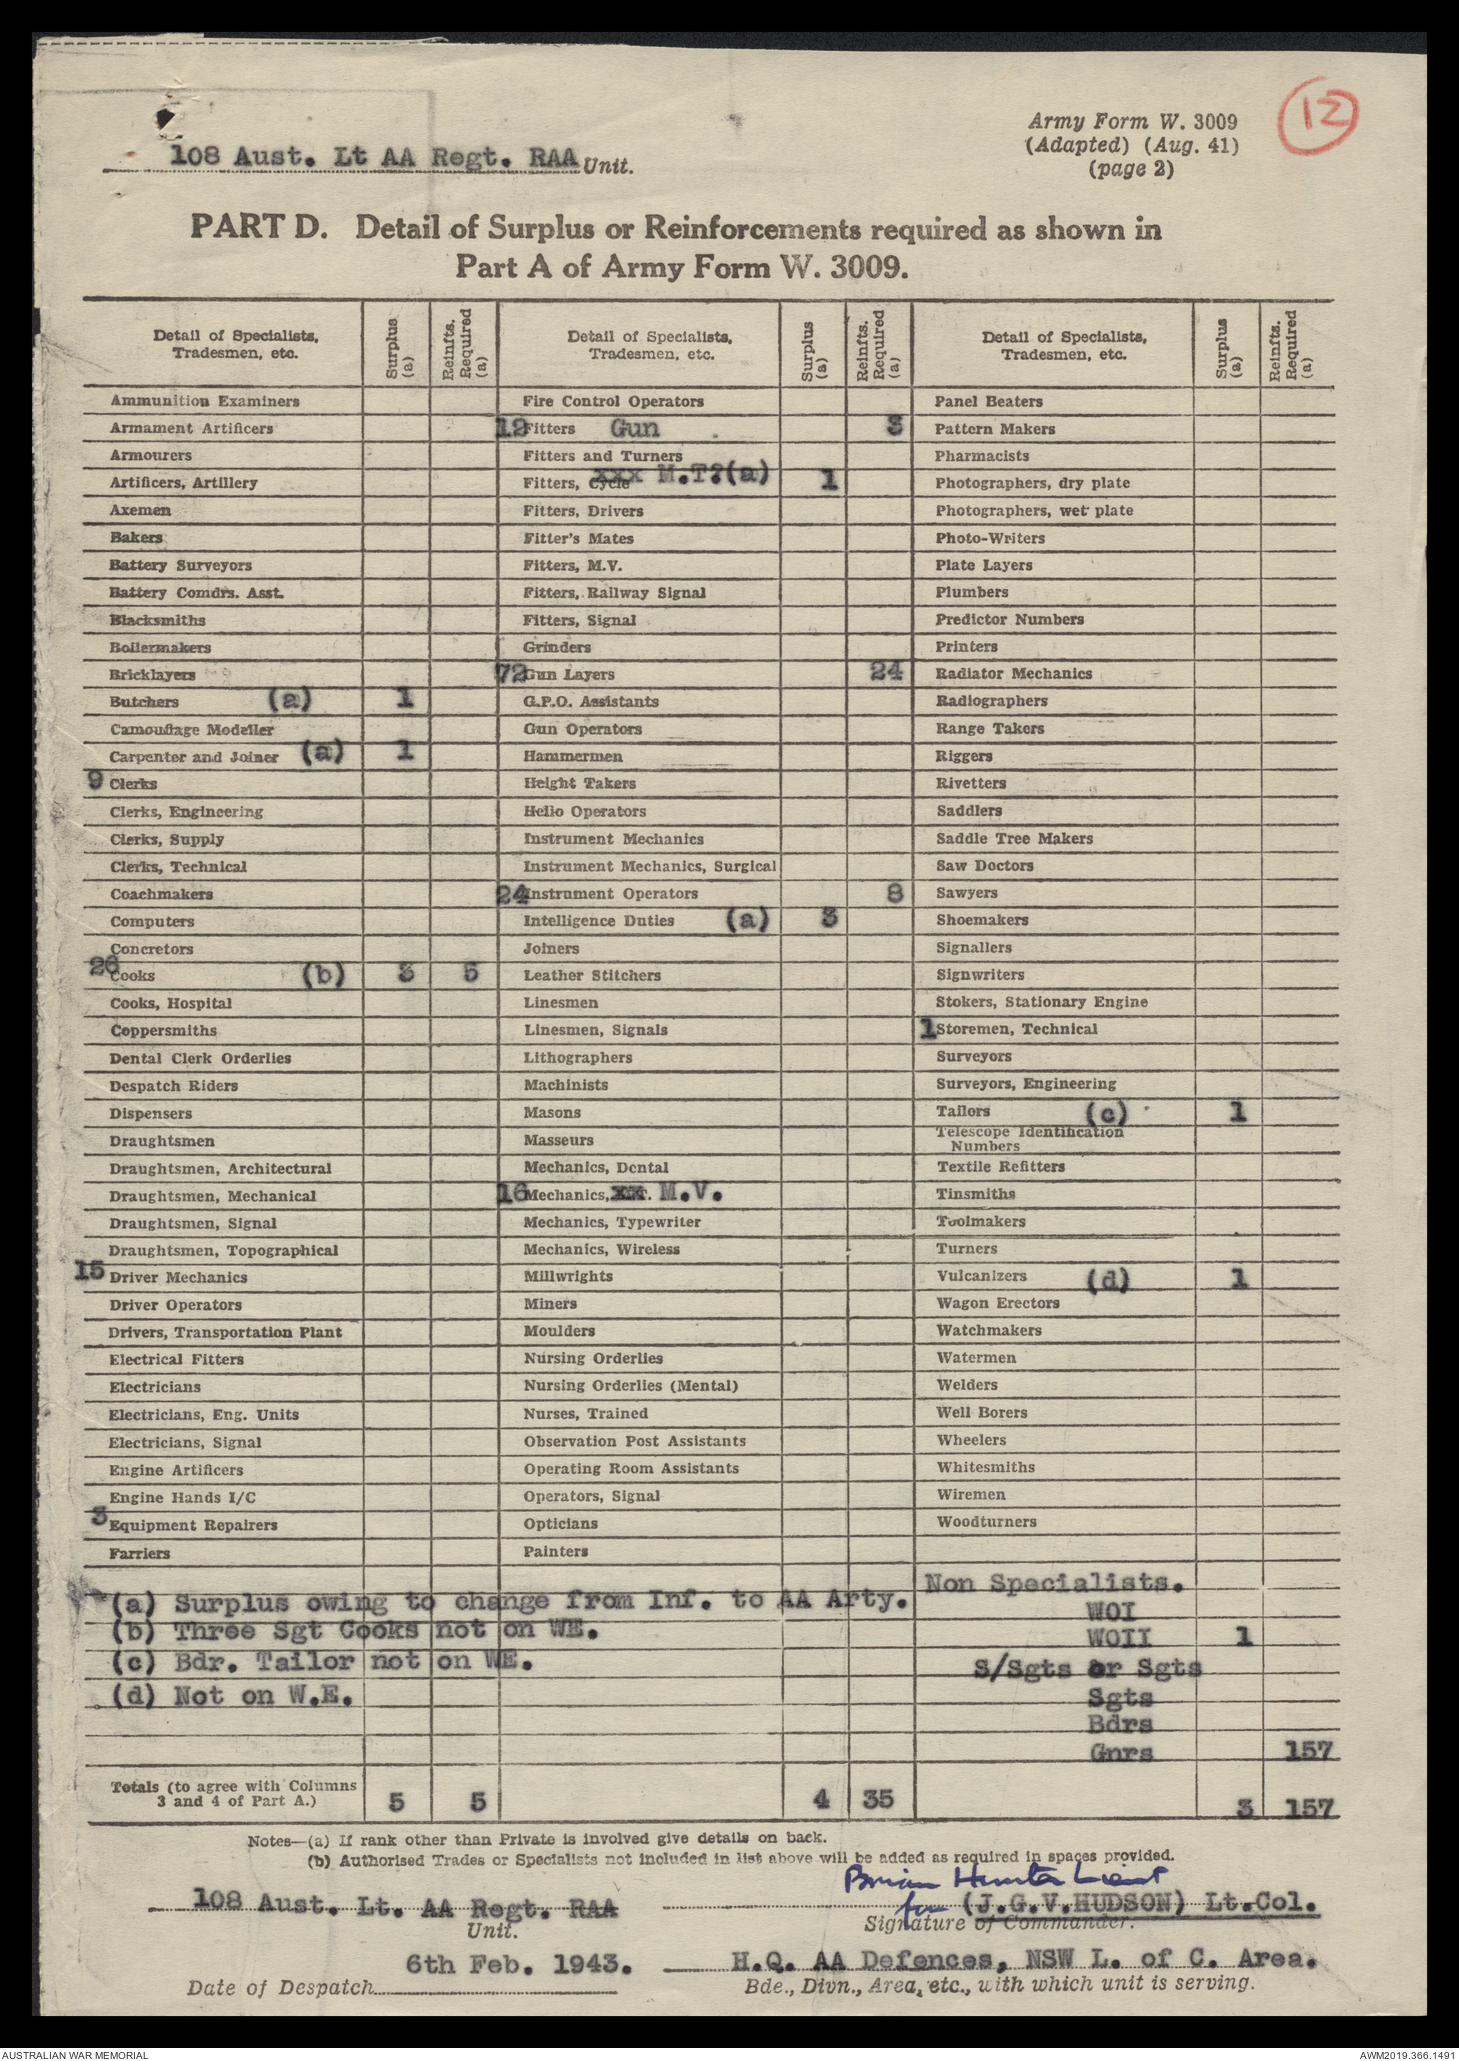 12
Army Form W. 3009
(Adapted) (Aug. 41)
(page 2)
108 Aust. Lt AA Regt. RAA Unit.
PART D. Detail of Surplus or Reinforcements required as shown in
Part A of Army Form W. 3009.
Detail of Specialists, Tradesmen, etc. Surplus (a) Reinfts. Required (a) Detail of Specialists, Tradesmen, etc. Surplus (a) Reinfts. Required (a) Detail of Specialists, Tradesmen, etc. Surplus (a) Reinfts. Required (a)
Ammunition Examiners Fire Control Operators Panel Beaters
Armament Artificers 12 Fitters Gun 3 Pattern Makers
Armourers Fitters and Turners Pharmacists
Artificers, Artillery Fitters, Cycle xxx M.T?(a) 1 Photographers, dry plate
Axemen Fitters, Drivers Photographers, wet plate
Bakers Fitter's Mates Photo-Writers
Battery Surveyors Fitters, M.V. Plate Layers
Battery Comdrs. Asst. Fitters, Railway Signal Plumbers
Blacksmiths Fitters, Signal Predictor Numbers
Boilermakers Grinders Printers
Bricklayers 72 Gun Layers 24 Radiator Mechanics
Butchers (a) 1 G.P.O. Assistants Radiographers
Camouflage Modeller Gun Operators Range Takers
Carpenter and Joiner (a) 1 Hammermen Riggers
9 Clerks Height Takers Rivetters
Clerks, Engineering Helio Operators Saddlers
Clerks, Supply Instrument Mechanics Saddle Tree Makers
Clerks, Technical Instrument Mechanics, Surgical Saw Doctors
Coachmakers 24 Instrument Operators 8 Sawyers
Computers Intelligence Duties (a) 3 Shoemakers
Concretors Joiners Signallers
26 Cooks (b) 3 5 Leather Stitchers Signwriters
Cooks, Hospital Linesmen Stokers, Stationary Engine
Coppersmiths Linesmen, Signals 1 Storemen, Technical
Dental Clerk Orderlies Lithographers Surveyors
Despatch Riders Machinists Surveyors, Engineering
Dispensers Masons Tailors (c) 1
Draughtsmen Masseurs Telescope Identification Numbers
Draughtsmen, Architectural Mechanics, Dental Textile Refitters
Draughtsmen, Mechanical 16 Mechanics, xx. M.V. Tinsmiths
Draughtsmen, Signal Mechanics, Typewriter Toolmakers
Draughtsmen, Topographical Mechanics, Wireless Turners
15 Driver Mechanics Millwrights Vulcanizers (d) 1
Driver Operators Miners Wagon Erectors
Drivers, Transportation Plant Moulders Watchmakers
Electrical Fitters Nursing Orderlies Watermen
Electricians Nursing Orderlies (Mental) Welders
Electricians, Eng. Units Nurses, Trained Well Borers
Electricians, Signal Observation Post Assistants Wheelers
Engine Artificers Operating Room Assistants Whitesmiths
Engine Hands I/C Operators, Signal Wiremen
3 Equipment Repairers Opticians Woodturners
Farriers Painters
(a) Surplus owing to change from Inf. to AA Arty. Non Specialists.
WOI
(b) Three Sgt Cooks not on WE. WOII 1
(c) Bdr. Tailor not on WE. S/Sgts or Sgts
(d) Not on W.E. Sgts
Bdrs
Gnrs 157
Totals (to agree with Columns 3 and 4 of Part A.) 5 5 4 35 3 157
Notes—(a) If rank other than Private is involved give details on back.
(b) Authorised Trades or Specialists not included in list above will be added as required in spaces provided.
Brian Hunter Lieut
108 Aust. Lt. AA Regt. RAA for (J.G.V.HUDSON) Lt.Col.
Unit. Signature of Commander.
6th Feb. 1943. H.Q. AA Defences, NSW L. of C. Area.
Date of Despatch Bde., Divn., Area, etc., with which unit is serving.
AUSTRALIAN WAR MEMORIAL AWM2019.366.1491